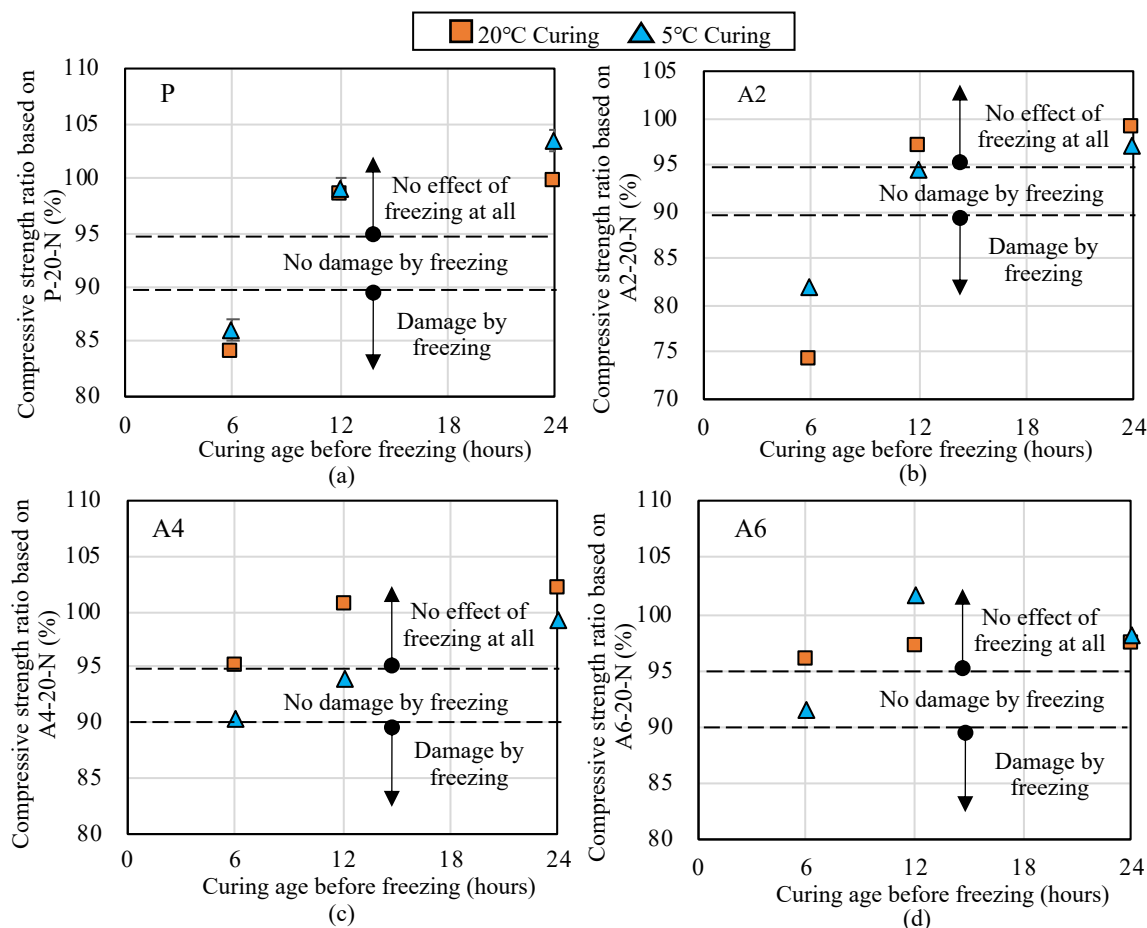 20°C Curing 5°C Curing
Compressive strength ratio based on
P-20-N (%)
110
105
100
95
90
85
80
P
No effect of
freezing at all
No damage by freezing
Damage by
freezing
0 6 12 18 24
Curing age before freezing (hours)
(a)
Compressive strength ratio based on
A2-20-N (%)
105
100
95
90
85
80
75
70
A2
No effect of
freezing at all
No damage by freezing
Damage by
freezing
0 6 12 18 24
Curing age before freezing (hours)
(b)
Compressive strength ratio based on
A4-20-N (%)
110
105
100
95
90
85
80
A4
No effect of
freezing at all
No damage by freezing
Damage by
freezing
0 6 12 18 24
Curing age before freezing (hours)
(c)
Compressive strength ratio based on
A6-20-N (%)
110
105
100
95
90
85
80
A6
No effect of
freezing at all
No damage by freezing
Damage by
freezing
0 6 12 18 24
Curing age before freezing (hours)
(d)